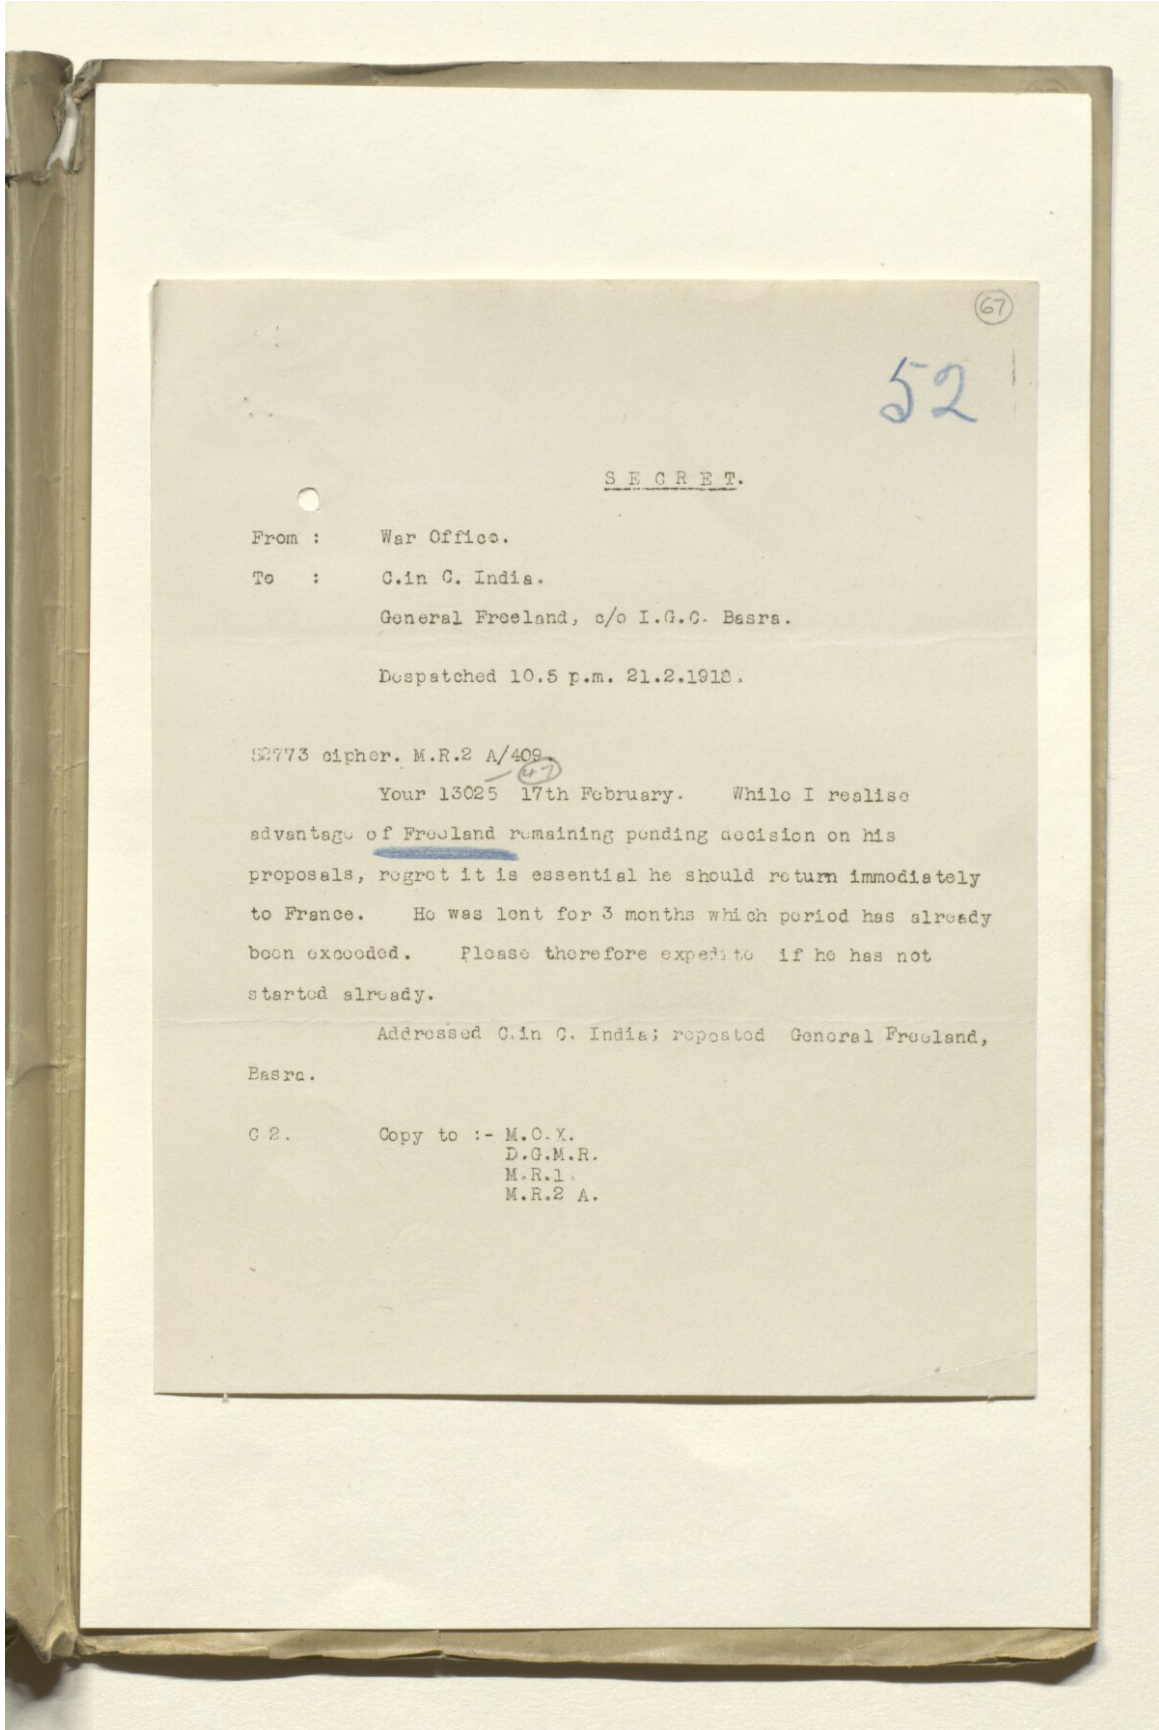 67
52
S E C R E T.
From : War Office.
To : C.in C. India.
General Freeland, c/o I.G.C. Basra.
Despatched 10.5 p.m. 21.2.1918.
52773 cipher. M.R.2 A/409.
47
Your 13025 17th February. While I realise
advantage of Freeland remaining pending decision on his
proposals, regret it is essential he should return immediately
to France. He was lent for 3 months which period has already
been exceeded. Please therefore expedite if he has not
started already.
Addressed C.in C. India; repeated General Freeland,
Basra.
C 2. Copy to :- M.O.X.
D.G.M.R.
M.R.1.
M.R.2 A.